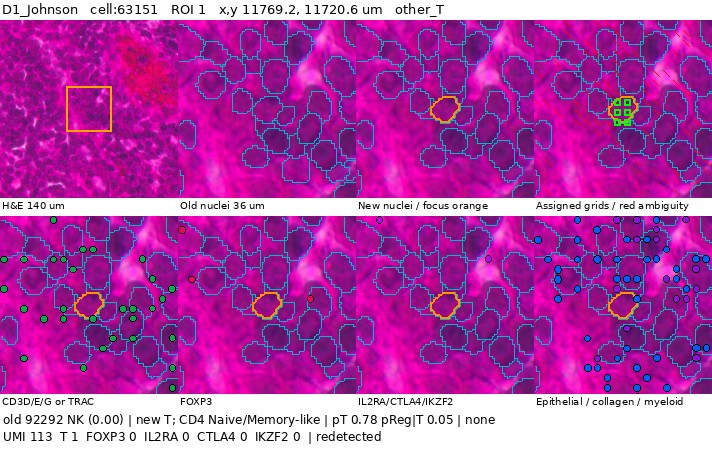 D1_Johnson cell:63151 ROI 1 x,y 11769.2, 11720.6 um other_T
H&E 140 um
Old nuclei 36 um
New nuclei / focus orange
Assigned grids / red ambiguity
CD3D/E/G or TRAC
FOXP3
IL2RA/CTLA4/IKZF2
Epithelial / collagen / myeloid
old 92292 NK (0.00) | new T; CD4 Naive/Memory-like | pT 0.78 pReg|T 0.05 | none
UMI 113 T 1 FOXP3 0 IL2RA 0 CTLA4 0 IKZF2 0 | redetected